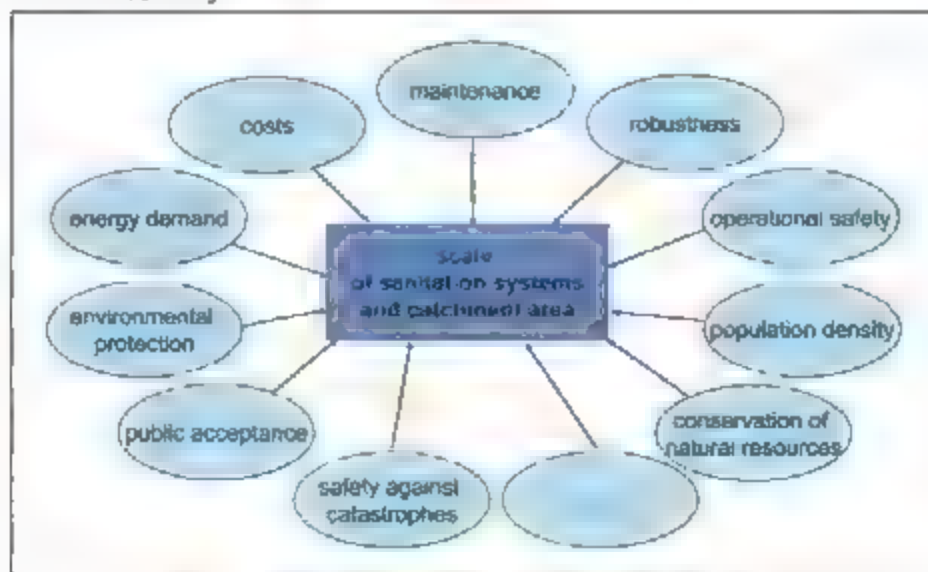 maintenance
costs
robustness
energy demand
operational safety
scale
of sanitation systems
and catchment area
environmental
protection
population density
public acceptance
conservation of
natural resources
safety against
catastrophes